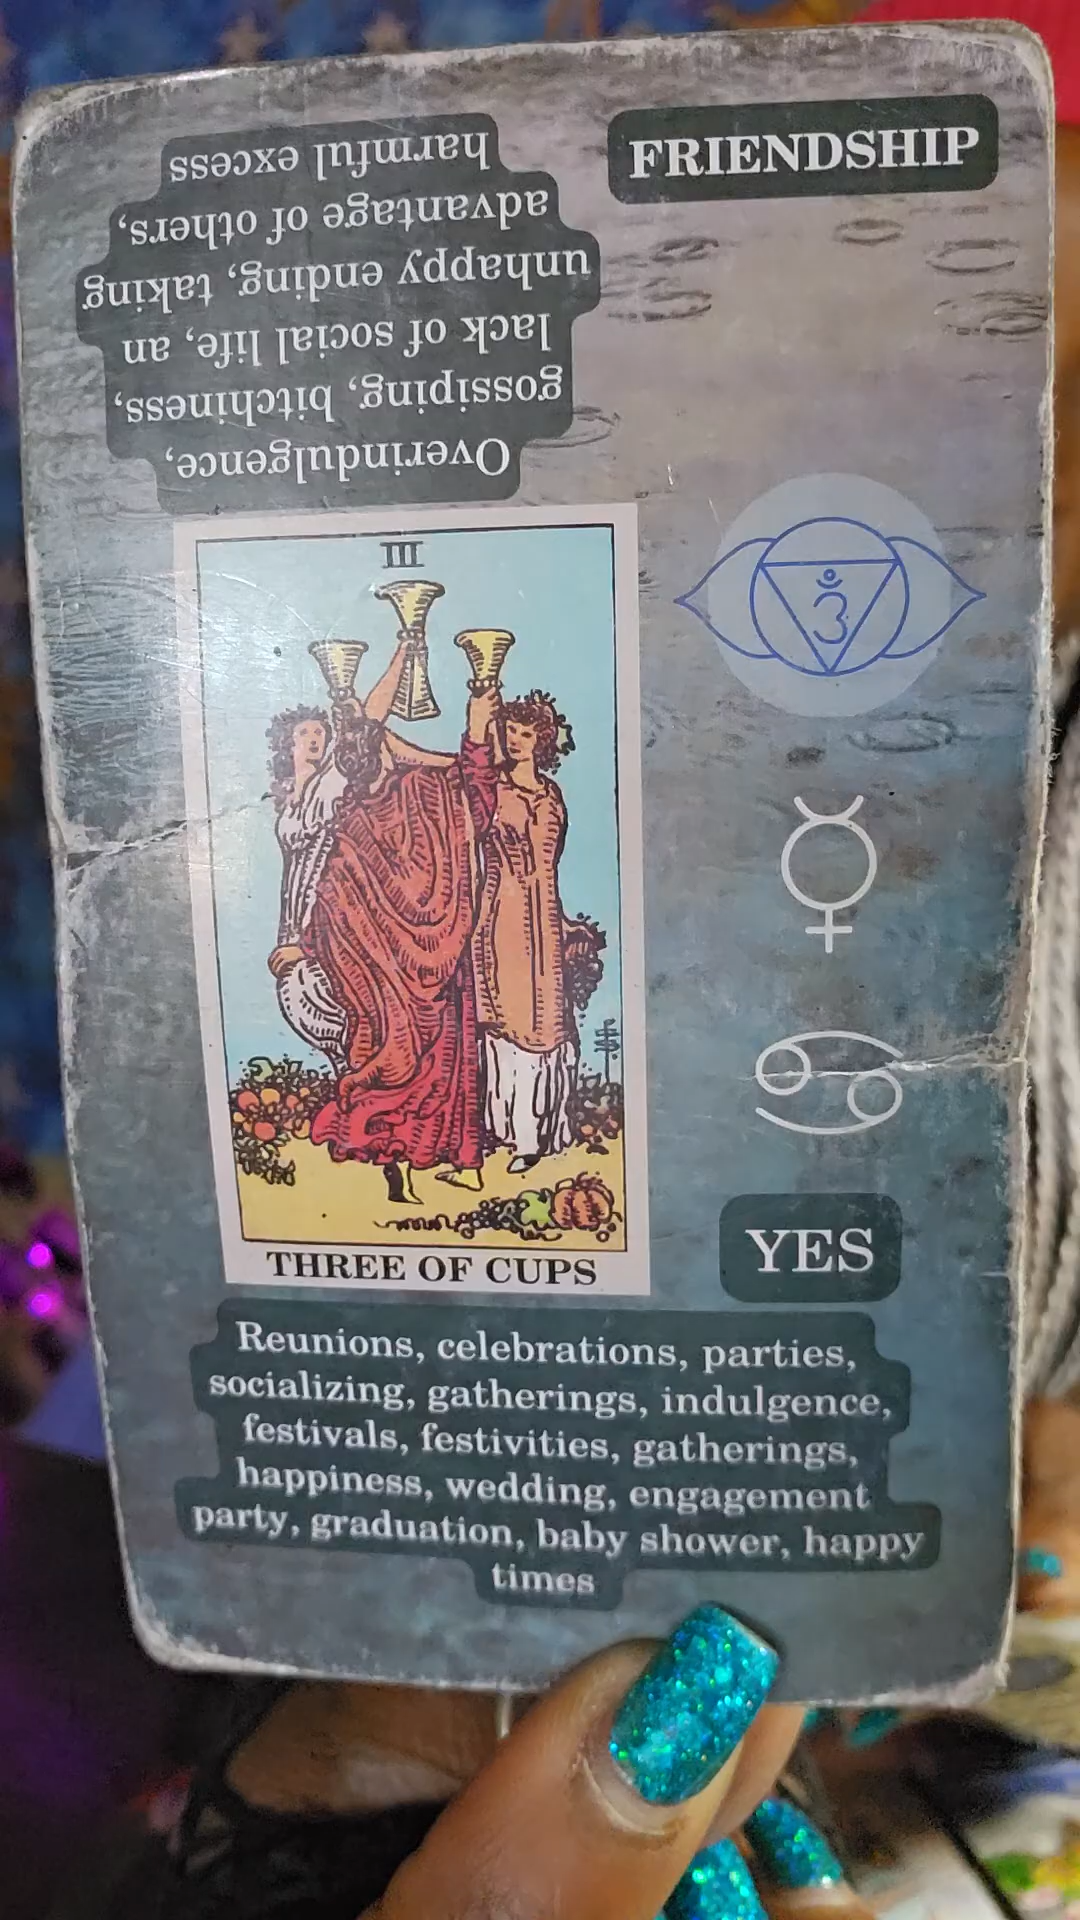 FRIENDSHIP
Overindulgence,
gossiping, bitchiness,
lack of social life, an
unhappy ending, taking
advantage of others,
harmful excess
III
THREE OF CUPS
YES
Reunions, celebrations, parties,
socializing, gatherings, indulgence,
festivals, festivities, gatherings,
happiness, wedding, engagement
party, graduation, baby shower, happy
times